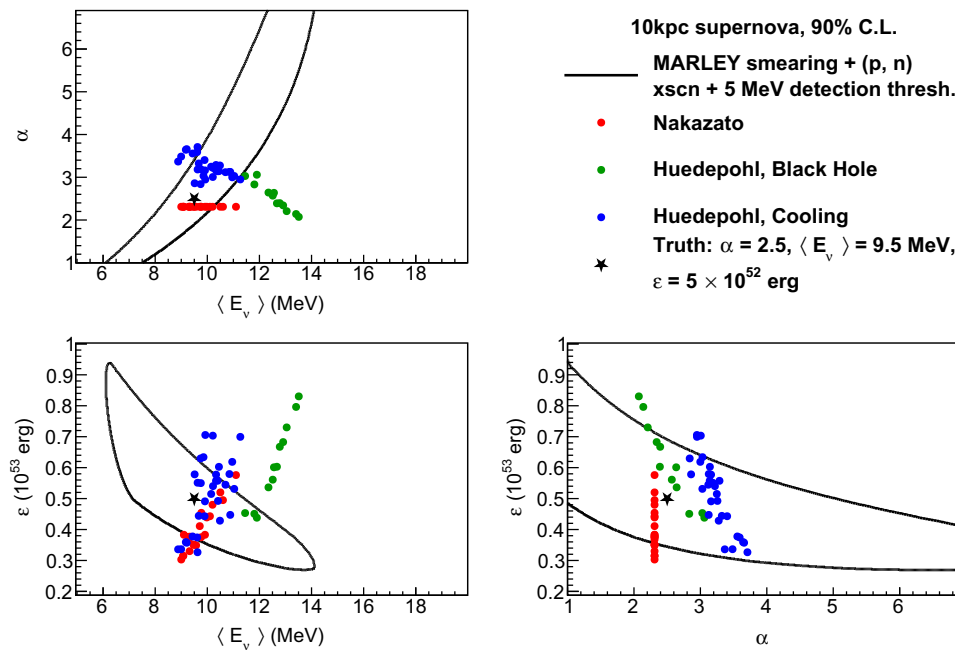 10kpc supernova, 90% C.L.
MARLEY smearing + (p, n)
xscn + 5 MeV detection thresh.
Nakazato
Huedepohl, Black Hole
Huedepohl, Cooling
Truth: α = 2.5, ⟨ E_ν ⟩ = 9.5 MeV,
ε = 5 × 10^52 erg
α
6
5
4
3
2
1
6 8 10 12 14 16 18
⟨ E_ν ⟩ (MeV)
ε (10^53 erg)
1
0.9
0.8
0.7
0.6
0.5
0.4
0.3
0.2
6 8 10 12 14 16 18
⟨ E_ν ⟩ (MeV)
ε (10^53 erg)
1
0.9
0.8
0.7
0.6
0.5
0.4
0.3
0.2
1 2 3 4 5 6
α